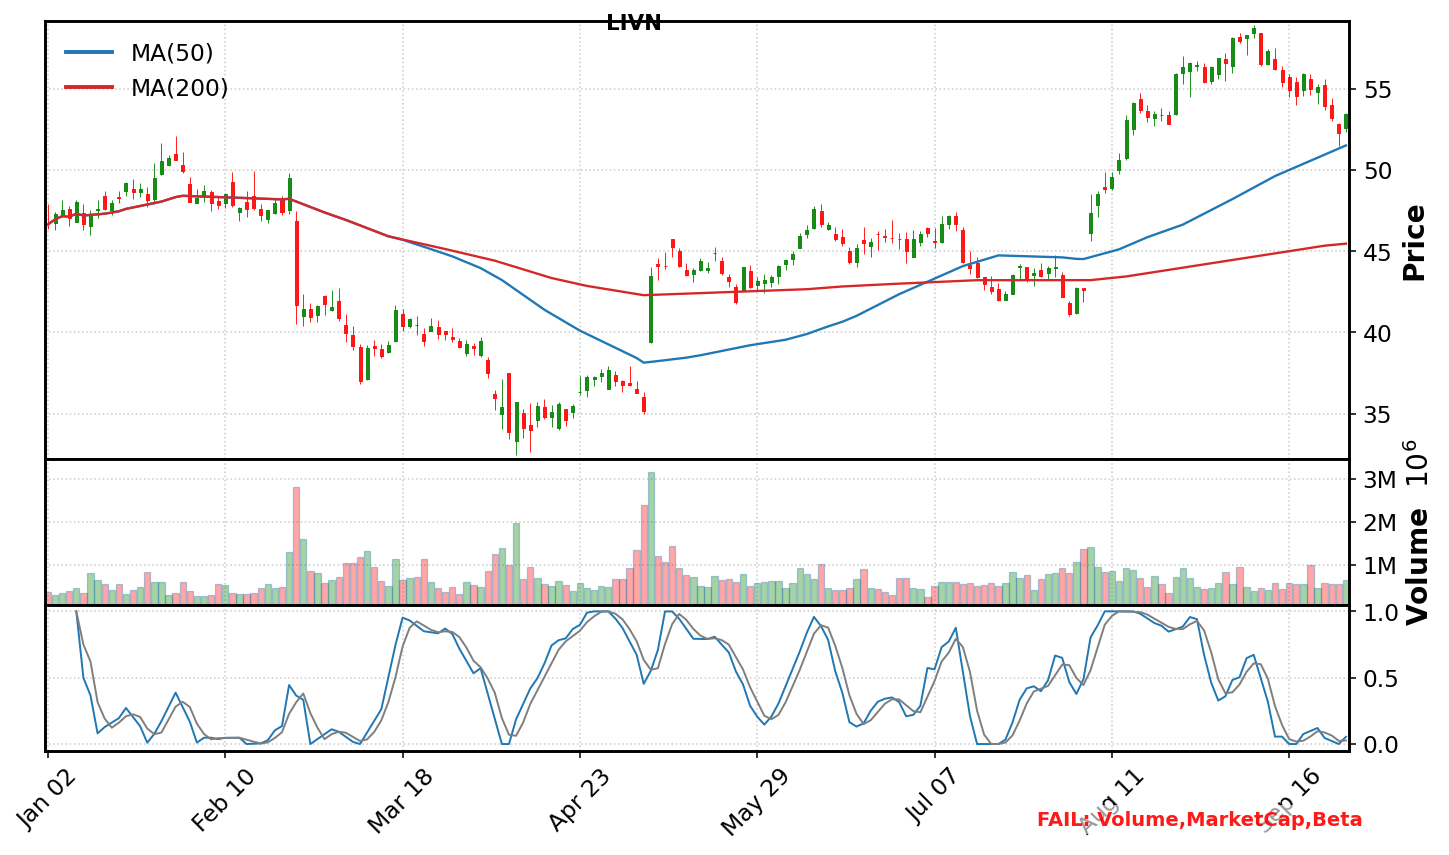 LIVN
MA(50)
MA(200)
55
50
45
40
35
Price
3M
2M
1M
Volume 10^6
1.0
0.5
0.0
Jan 02
Feb 10
Mar 18
Apr 23
May 29
Jul 07
Aug 11
Sep 16
FAIL: Volume,MarketCap,Beta